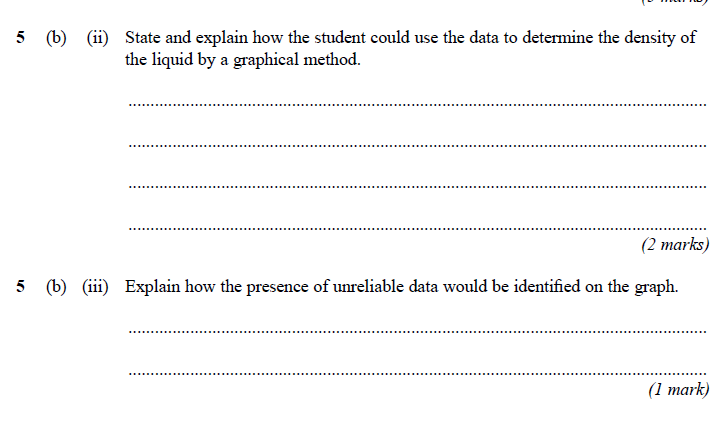 5 (b) (ii) State and explain how the student could use the data to determine the density of
the liquid by a graphical method.
(2 marks)
5 (b) (iii) Explain how the presence of unreliable data would be identified on the graph.
(1 mark)